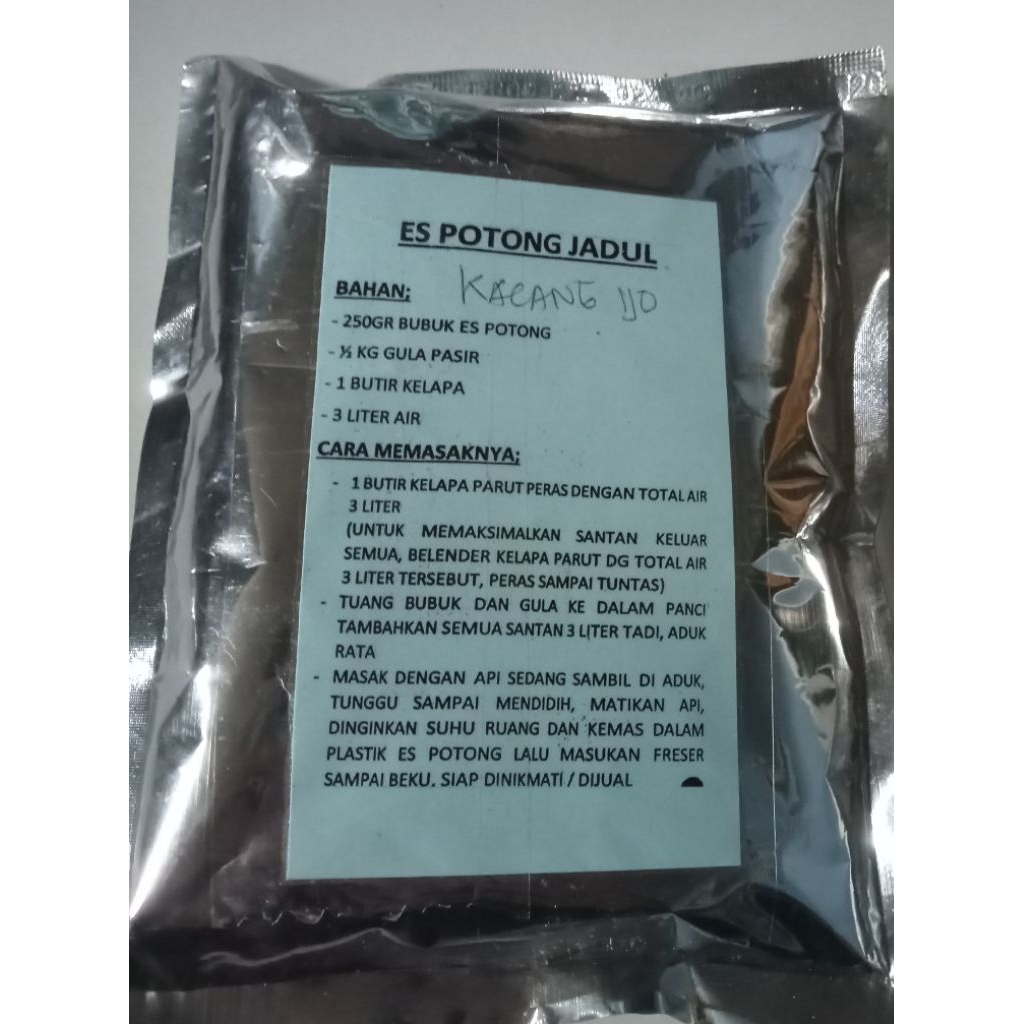 ES POTONG JADUL
KACANG IJO
BAHAN;
- 250GR BUBUK ES POTONG
- ½ KG GULA PASIR
- 1 BUTIR KELAPA
- 3 LITER AIR
CARA MEMASAKNYA;
- 1 BUTIR KELAPA PARUT PERAS DENGAN TOTAL AIR
3 LITER
(UNTUK MEMAKSIMALKAN SANTAN KELUAR
SEMUA, BELENDER KELAPA PARUT DG TOTAL AIR
3 LITER TERSEBUT, PERAS SAMPAI TUNTAS)
- TUANG BUBUK DAN GULA KE DALAM PANCI
TAMBAHKAN SEMUA SANTAN 3 LITER TADI, ADUK
RATA
- MASAK DENGAN API SEDANG SAMBIL DI ADUK,
TUNGGU SAMPAI MENDIDIH, MATIKAN API,
DINGINKAN SUHU RUANG DAN KEMAS DALAM
PLASTIK ES POTONG LALU MASUKAN FRESER
SAMPAI BEKU. SIAP DINIKMATI / DIJUAL